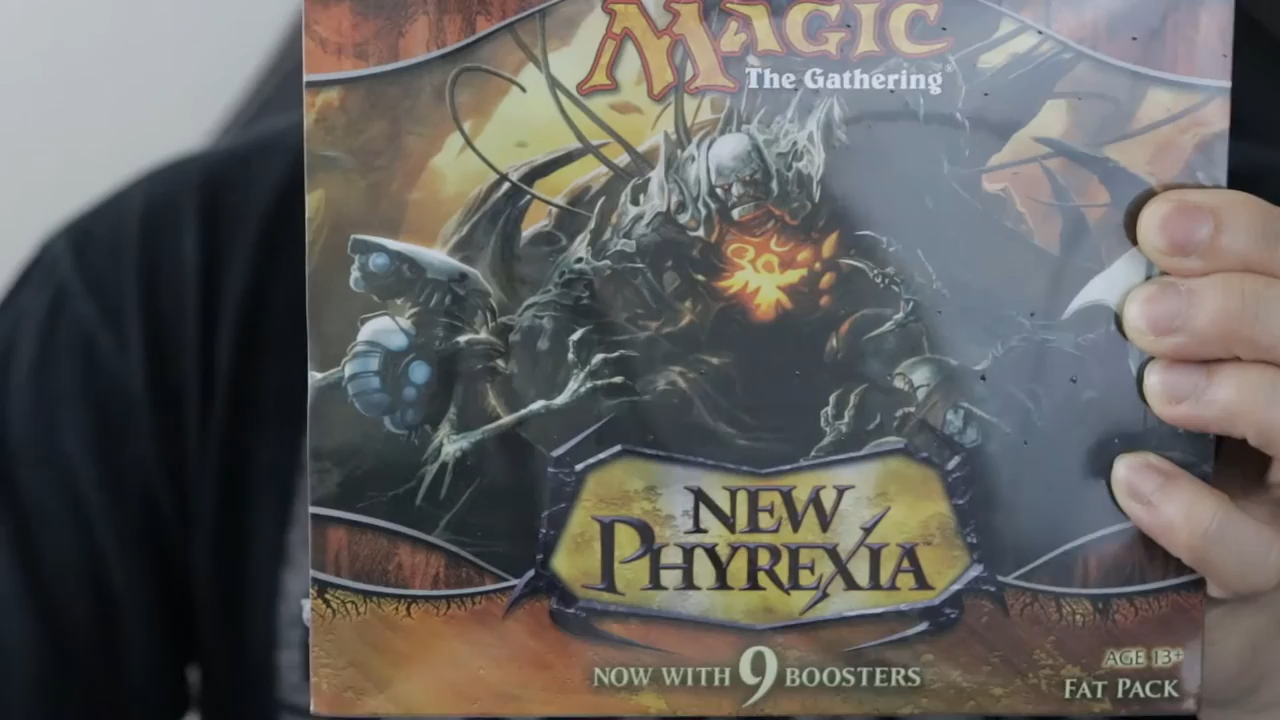 MAGIC
The Gathering®
NEW
PHYREXIA
NOW WITH 9 BOOSTERS
AGE 13+
FAT PACK